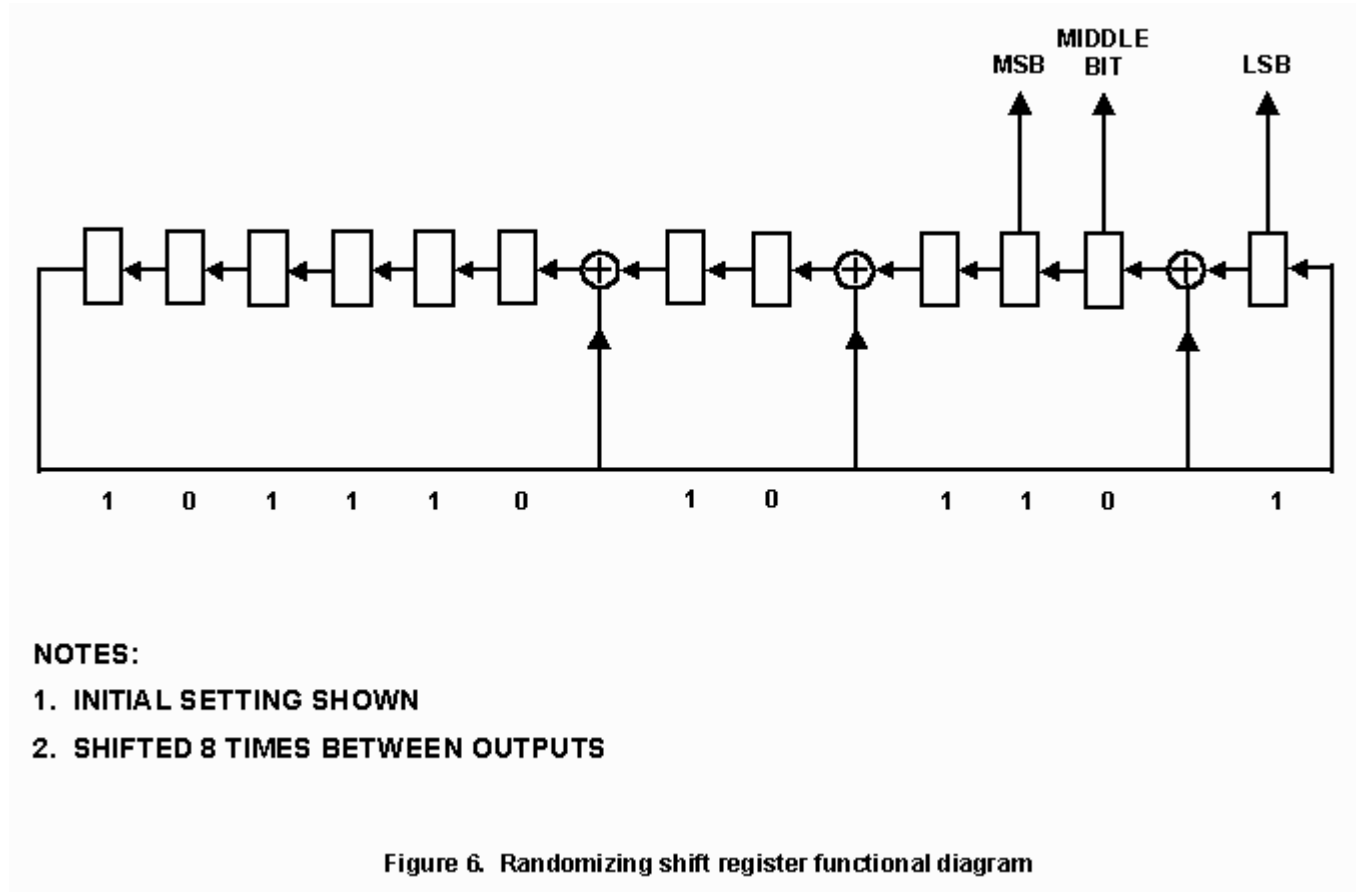 MIDDLE
MSB BIT LSB
1 0 1 1 1 0 1 0 1 1 0 1
NOTES:
1. INITIAL SETTING SHOWN
2. SHIFTED 8 TIMES BETWEEN OUTPUTS
Figure 6. Randomizing shift register functional diagram